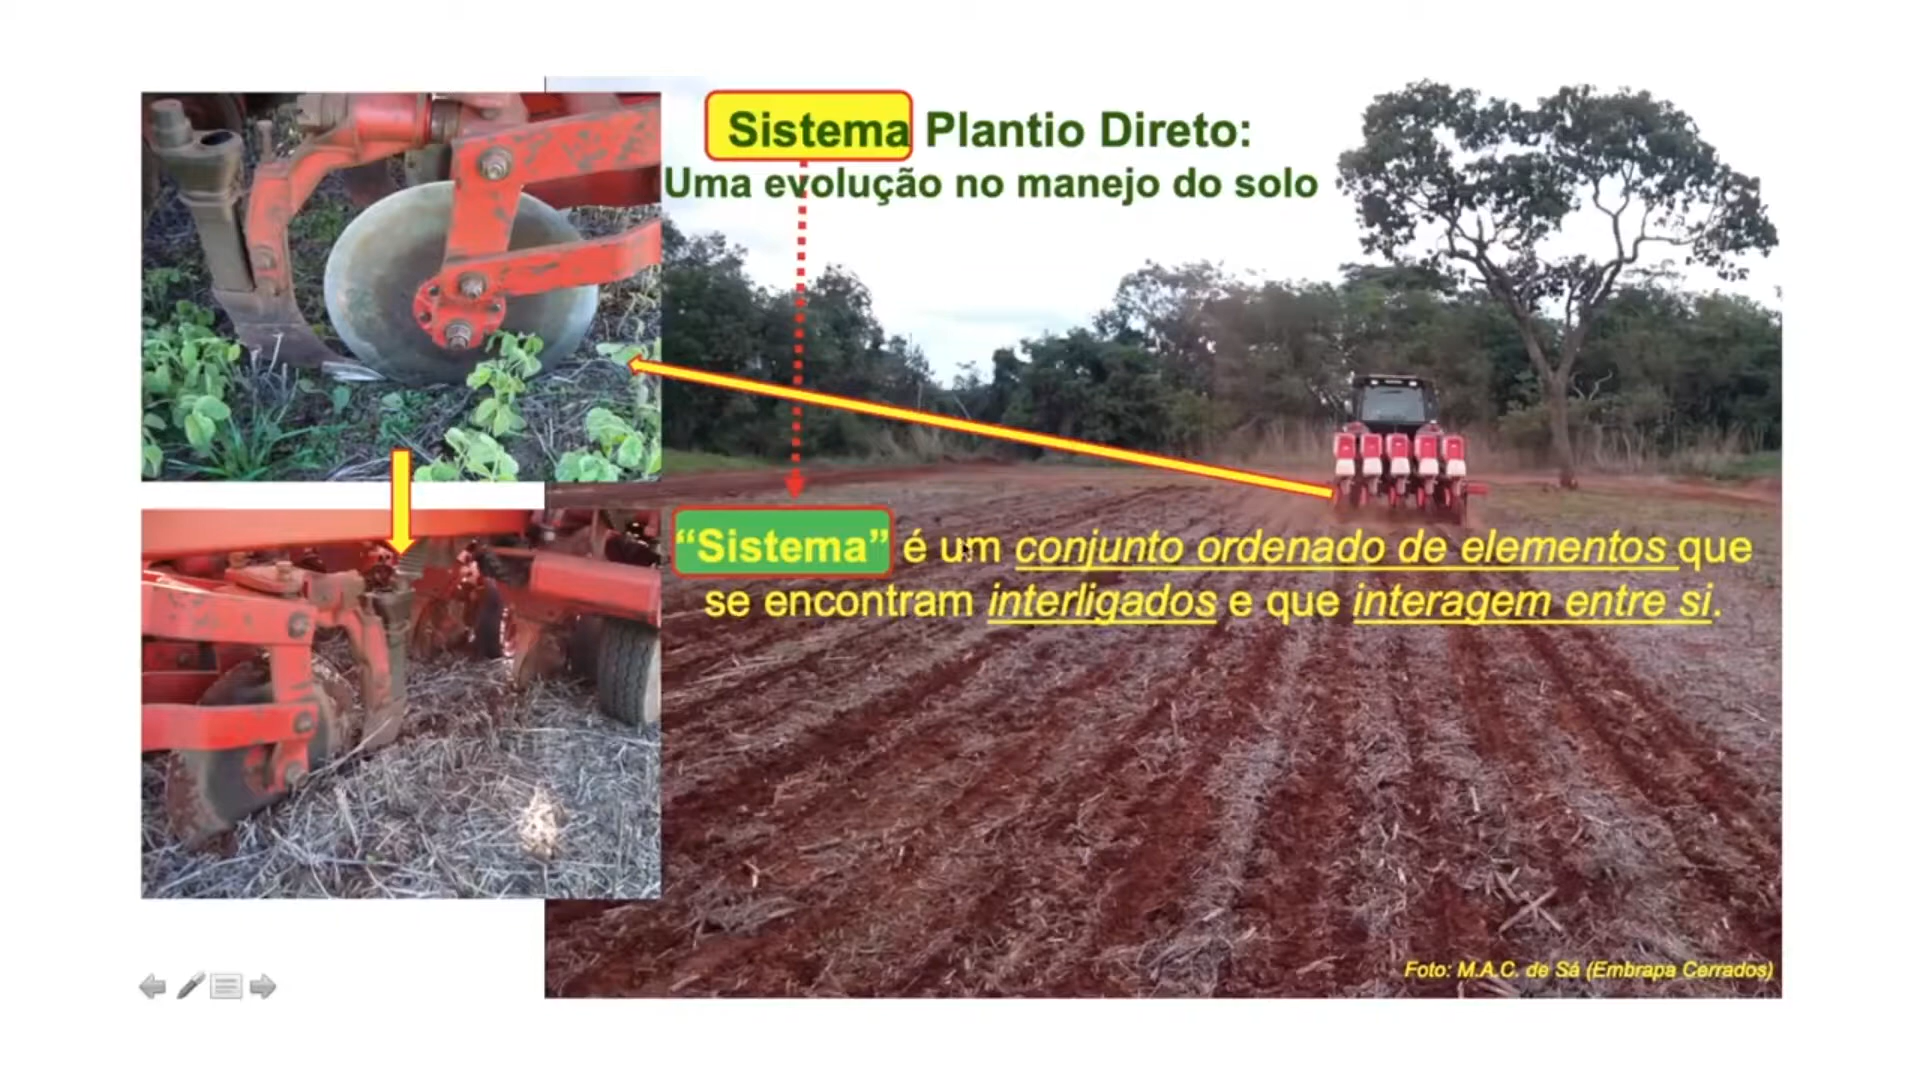 Sistema Plantio Direto:
Uma evolução no manejo do solo
“Sistema” é um conjunto ordenado de elementos que
se encontram interligados e que interagem entre si.
Foto: M.A.C. de Sá (Embrapa Cerrados)